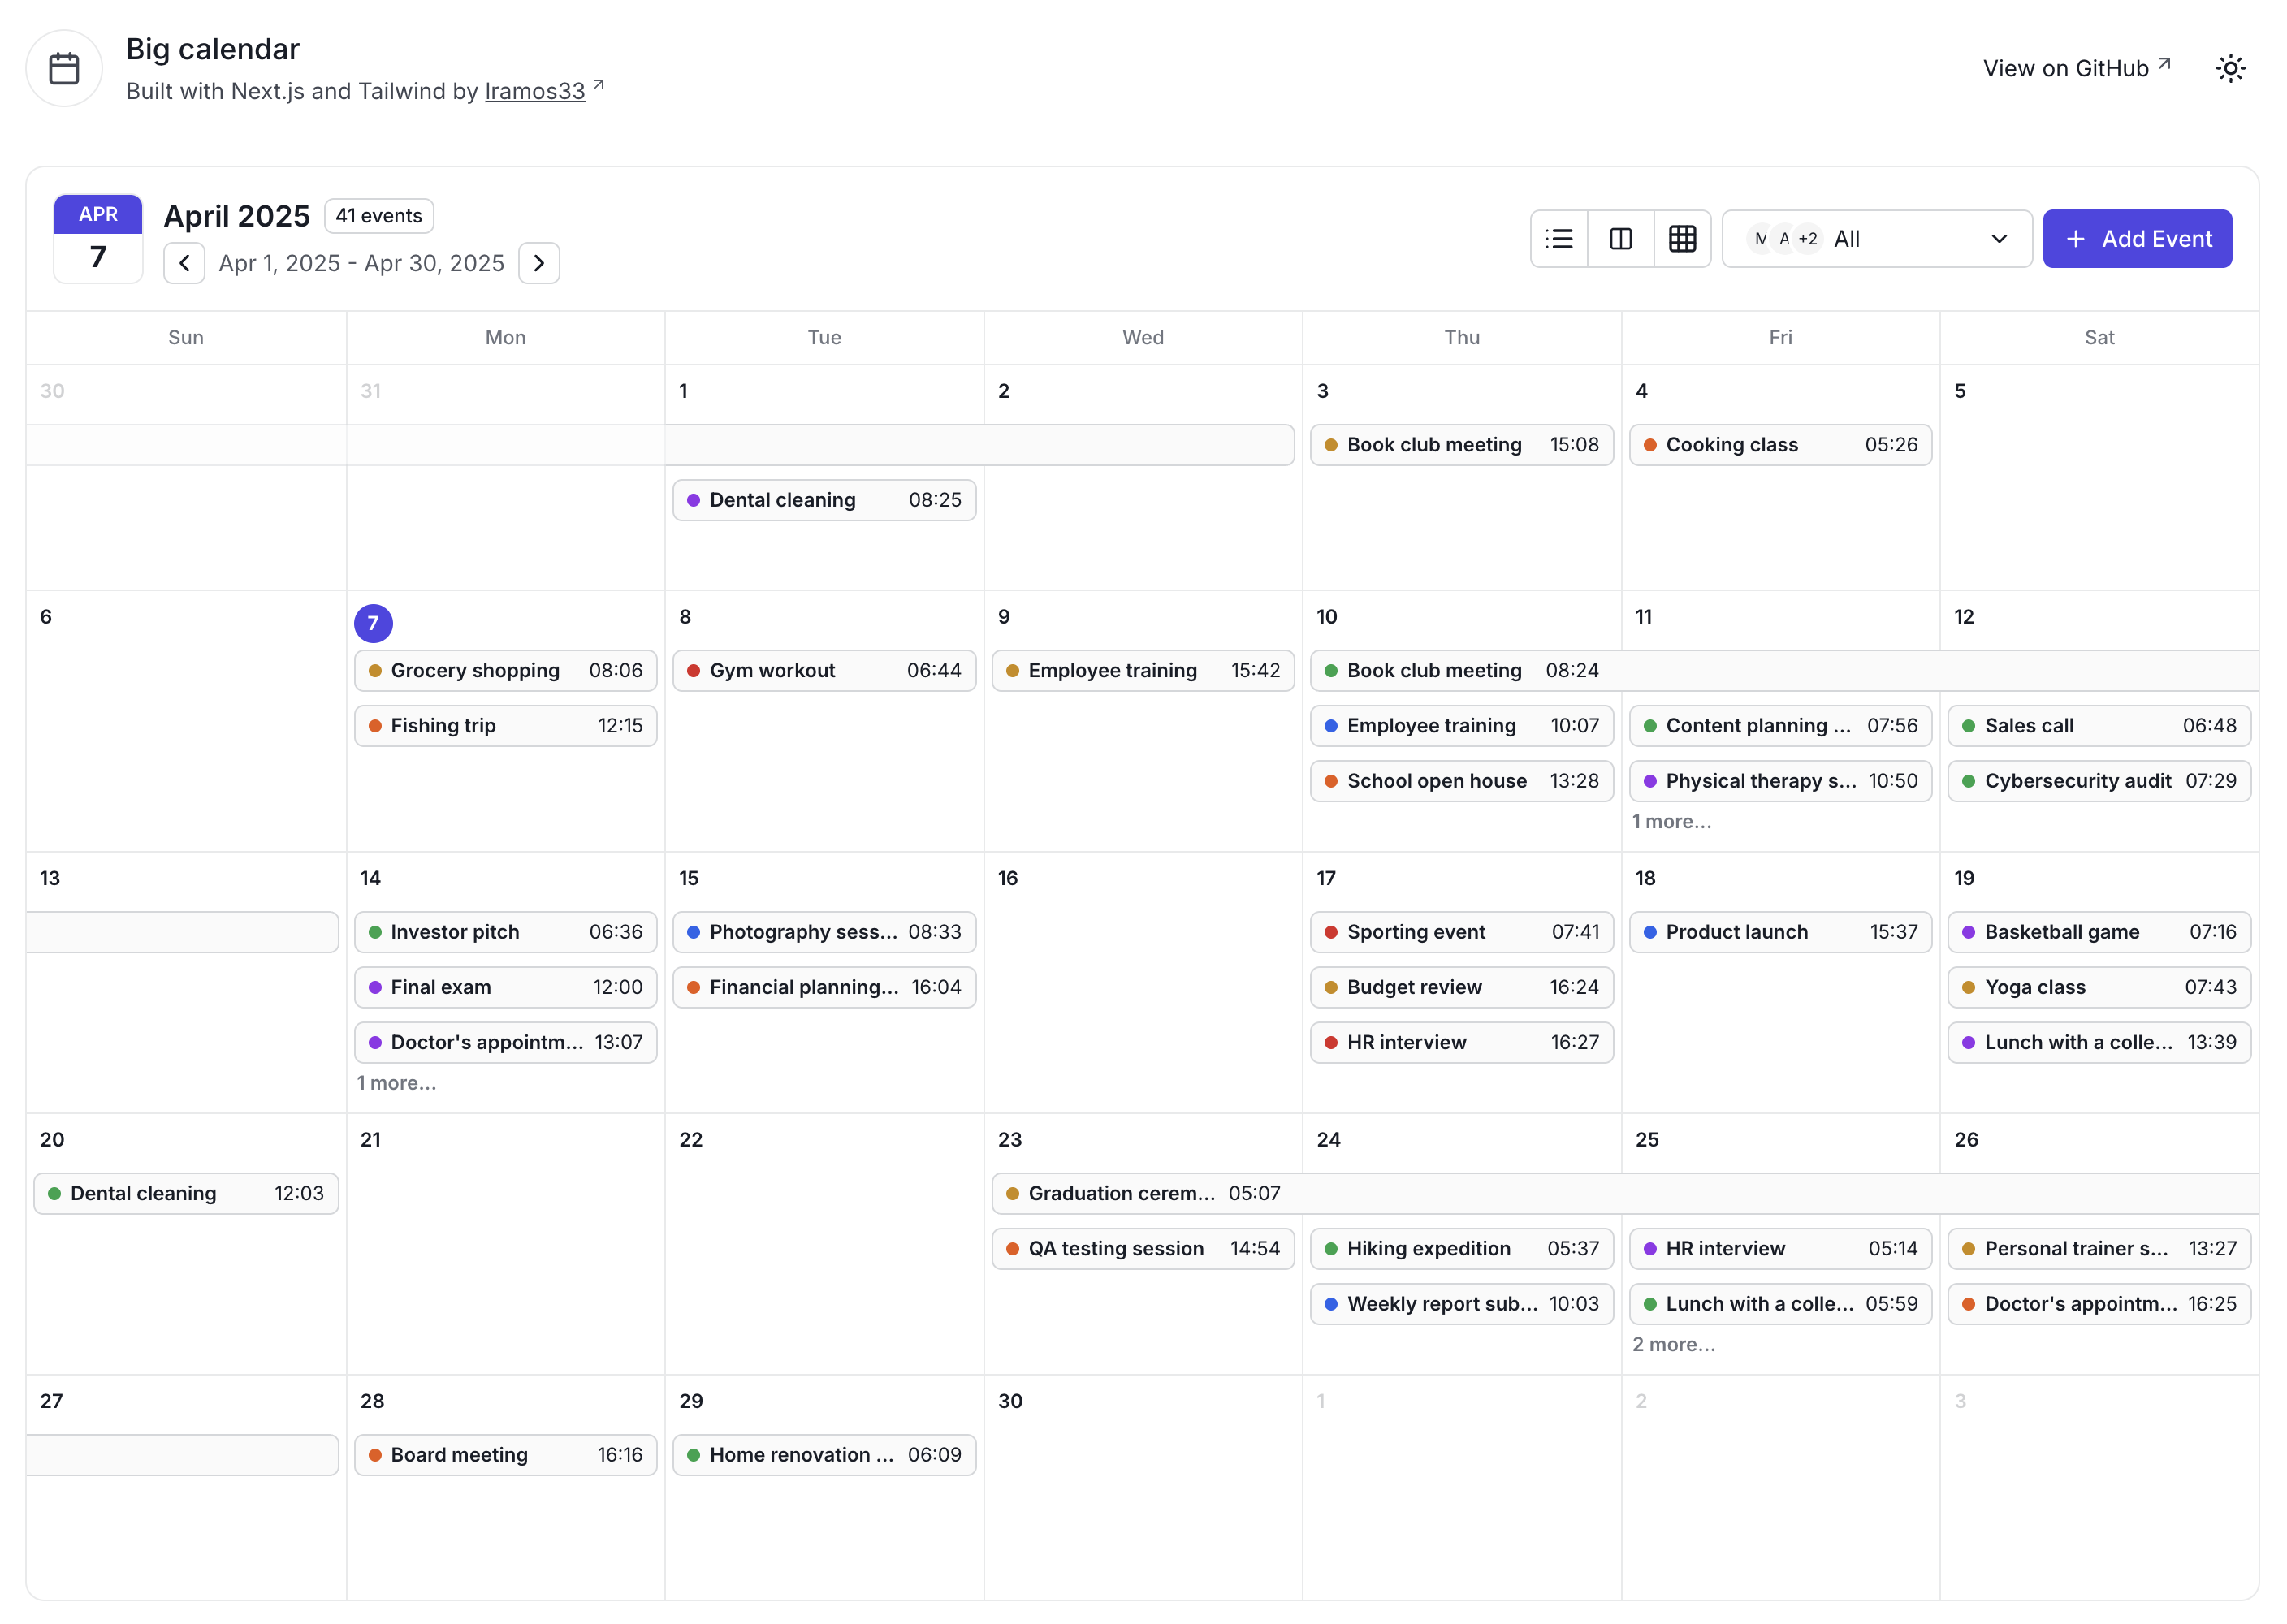 Big calendar
Built with Next.js and Tailwind by lramos33
View on GitHub
APR
7
April 2025
41 events
Apr 1, 2025 - Apr 30, 2025
M A +2 All
Add Event
Sun Mon Tue Wed Thu Fri Sat
30 31 1 2 3 4 5
Book club meeting 15:08
Cooking class 05:26
Dental cleaning 08:25
6 7 8 9 10 11 12
Grocery shopping 08:06
Gym workout 06:44
Employee training 15:42
Book club meeting 08:24
Fishing trip 12:15
Employee training 10:07
Content planning ... 07:56
Sales call 06:48
School open house 13:28
Physical therapy s... 10:50
Cybersecurity audit 07:29
1 more...
13 14 15 16 17 18 19
Investor pitch 06:36
Photography sess... 08:33
Sporting event 07:41
Product launch 15:37
Basketball game 07:16
Final exam 12:00
Financial planning... 16:04
Budget review 16:24
Yoga class 07:43
Doctor's appointm... 13:07
HR interview 16:27
Lunch with a colle... 13:39
1 more...
20 21 22 23 24 25 26
Dental cleaning 12:03
Graduation cerem... 05:07
QA testing session 14:54
Hiking expedition 05:37
HR interview 05:14
Personal trainer s... 13:27
Weekly report sub... 10:03
Lunch with a colle... 05:59
Doctor's appointm... 16:25
2 more...
27 28 29 30 1 2 3
Board meeting 16:16
Home renovation ... 06:09